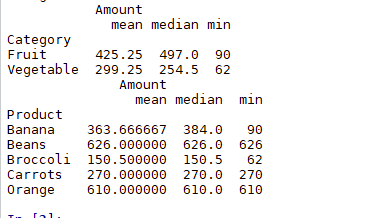 Amount
mean median min
Category
Fruit 425.25 497.0 90
Vegetable 299.25 254.5 62
Amount
mean median min
Product
Banana 363.666667 384.0 90
Beans 626.000000 626.0 626
Broccoli 150.500000 150.5 62
Carrots 270.000000 270.0 270
Orange 610.000000 610.0 610